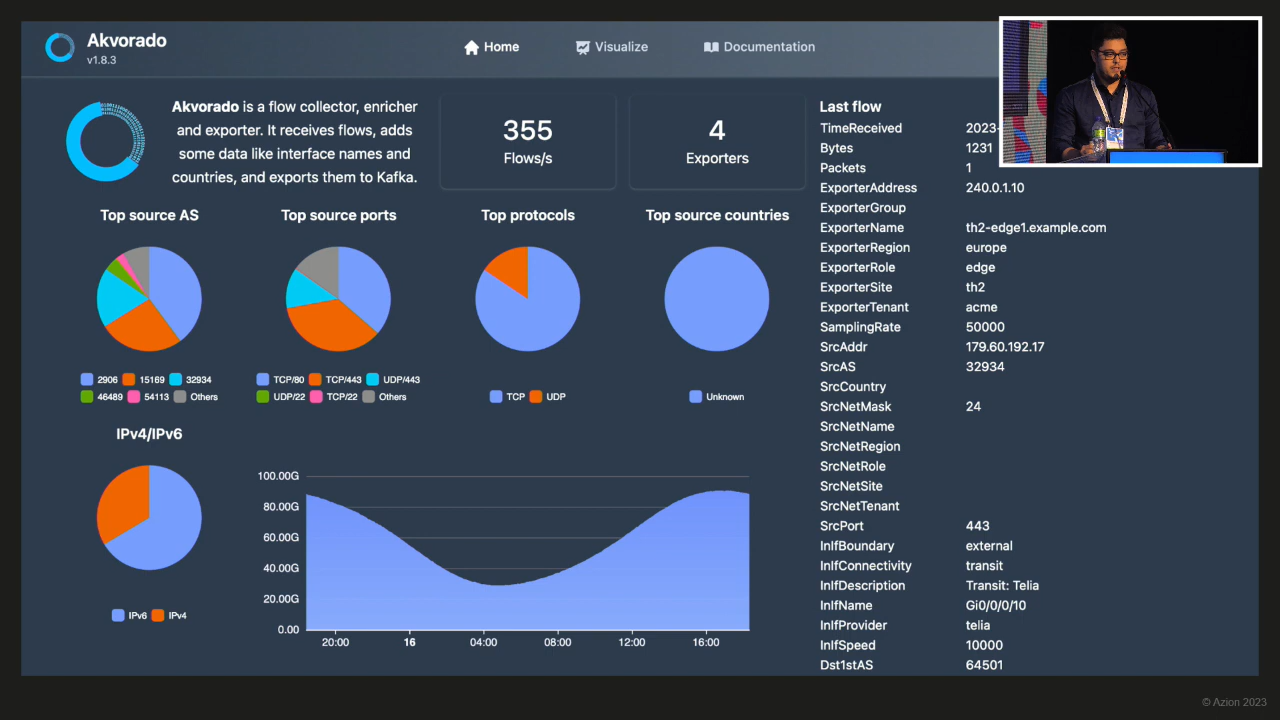 Akvorado
v1.8.3
Home
Visualize
Documentation
Akvorado is a flow collector, enricher
and exporter. It receives flows, adds
some data like interface names and
countries, and exports them to Kafka.
355
Flows/s
4
Exporters
Top source AS
2906 15169 32934
46489 54113 Others
Top source ports
TCP/80 TCP/443 UDP/443
UDP/22 TCP/22 Others
Top protocols
TCP UDP
Top source countries
Unknown
IPv4/IPv6
IPv6 IPv4
100.00G
80.00G
60.00G
40.00G
20.00G
0.00
20:00 16 04:00 08:00 12:00 16:00
Last flow
TimeReceived 2023-
Bytes 1231
Packets 1
ExporterAddress 240.0.1.10
ExporterGroup
ExporterName th2-edge1.example.com
ExporterRegion europe
ExporterRole edge
ExporterSite th2
ExporterTenant acme
SamplingRate 50000
SrcAddr 179.60.192.17
SrcAS 32934
SrcCountry
SrcNetMask 24
SrcNetName
SrcNetRegion
SrcNetRole
SrcNetSite
SrcNetTenant
SrcPort 443
InIfBoundary external
InIfConnectivity transit
InIfDescription Transit: Telia
InIfName Gi0/0/0/10
InIfProvider telia
InIfSpeed 10000
Dst1stAS 64501
© Azion 2023